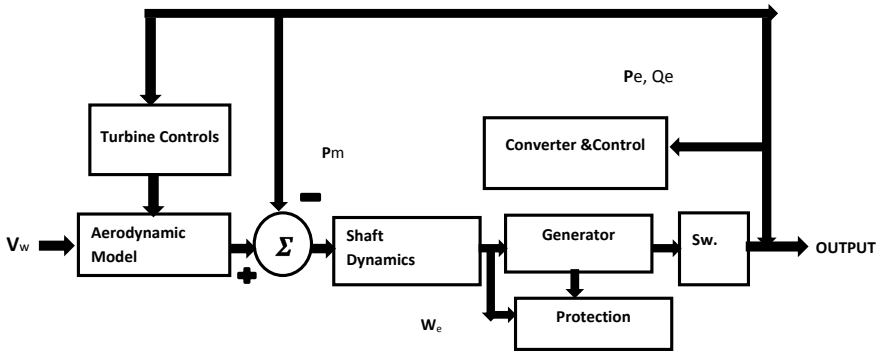 Pe, Qe
Turbine Controls
Converter &Control
Pm
Vw
Aerodynamic
Model
Σ
Shaft
Dynamics
Generator
Sw.
OUTPUT
We
Protection